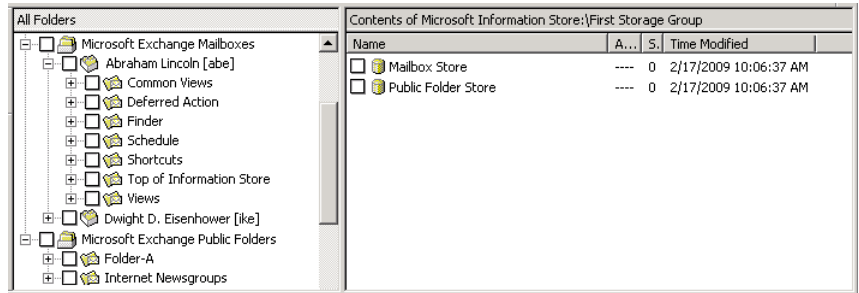 All Folders
Microsoft Exchange Mailboxes
Abraham Lincoln [abe]
Common Views
Deferred Action
Finder
Schedule
Shortcuts
Top of Information Store
Views
Dwight D. Eisenhower [ike]
Microsoft Exchange Public Folders
Folder-A
Internet Newsgroups
Contents of Microsoft Information Store:\First Storage Group
Name A... S. Time Modified
Mailbox Store ---- 0 2/17/2009 10:06:37 AM
Public Folder Store ---- 0 2/17/2009 10:06:37 AM